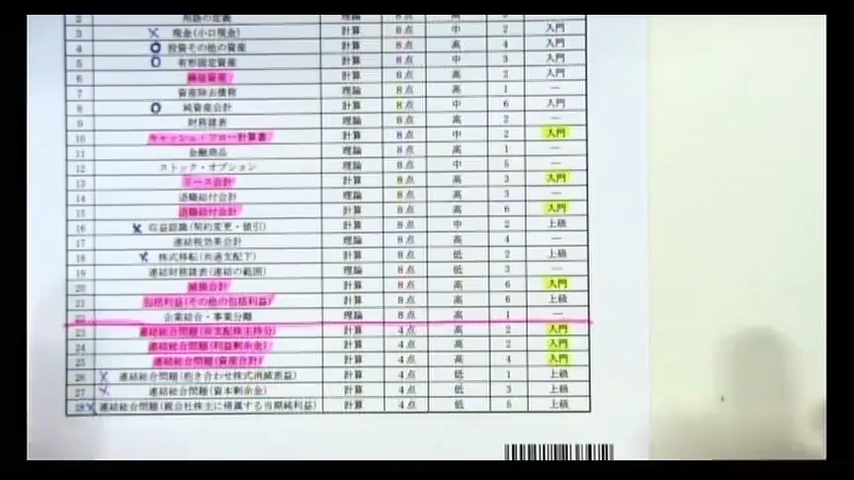 2 用語の定義 理論 8点 高
3 × 現金(小口現金) 計算 8点 中 2 入門
4 O 投資その他の資産 計算 8点 高 4 入門
5 O 有形固定資産 計算 8点 中 3 入門
6 計算 8点 高 2 入門
7 資産除去債務 理論 8点 高 1 —
8 O 純資産会計 計算 8点 中 6 入門
9 財務諸表 理論 8点 高 2 —
10 キャッシュ・フロー計算書 計算 8点 中 2 入門
11 金融商品 理論 8点 高 1 —
12 ストック・オプション 理論 8点 中 5 —
13 リース会計 計算 8点 高 3 入門
14 退職給付会計 理論 8点 高 3 —
15 退職給付会計 計算 8点 高 6 入門
16 × 収益認識(契約変更・値引) 計算 8点 中 2 上級
17 連結税効果会計 理論 8点 高 4 —
18 × 株式移転(共通支配下) 計算 8点 低 2 上級
19 連結財務諸表(連結の範囲) 理論 8点 低 3 —
20 減損会計 計算 8点 高 6 入門
21 包括利益(その他の包括利益) 計算 8点 高 6 上級
22 企業結合・事業分離 理論 8点 高 1 —
23 連結総合問題(非支配株主持分) 計算 4点 高 2 入門
24 連結総合問題(利益剰余金) 計算 4点 高 2 入門
25 連結総合問題(資産合計) 計算 4点 高 4 入門
26 × 連結総合問題(抱き合わせ株式消滅差益) 計算 4点 低 1 上級
27 × 連結総合問題(資本剰余金) 計算 4点 低 3 上級
28 × 連結総合問題(親会社株主に帰属する当期純利益) 計算 4点 低 5 上級